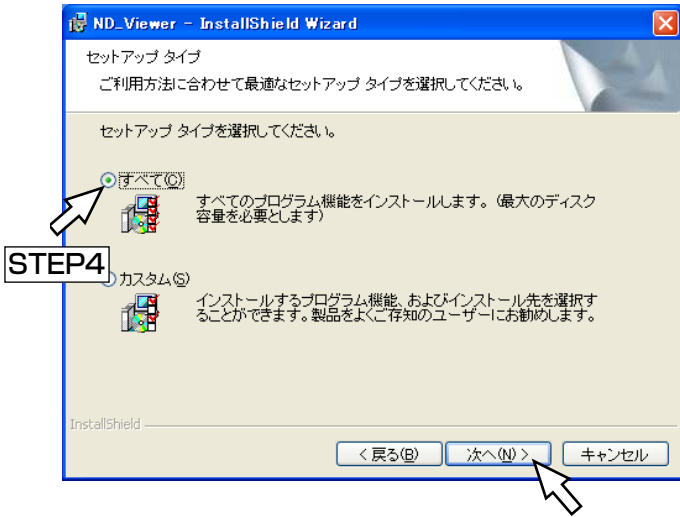 ND_Viewer - InstallShield Wizard
セットアップ タイプ
ご利用方法に合わせて最適なセットアップ タイプを選択してください。
セットアップ タイプを選択してください。
すべて(C)
すべてのプログラム機能をインストールします。(最大のディスク
容量を必要とします)
STEP4
カスタム(S)
インストールするプログラム機能、およびインストール先を選択す
ることができます。製品をよくご存知のユーザーにお勧めします。
InstallShield
< 戻る(B)
次へ(N) >
キャンセル